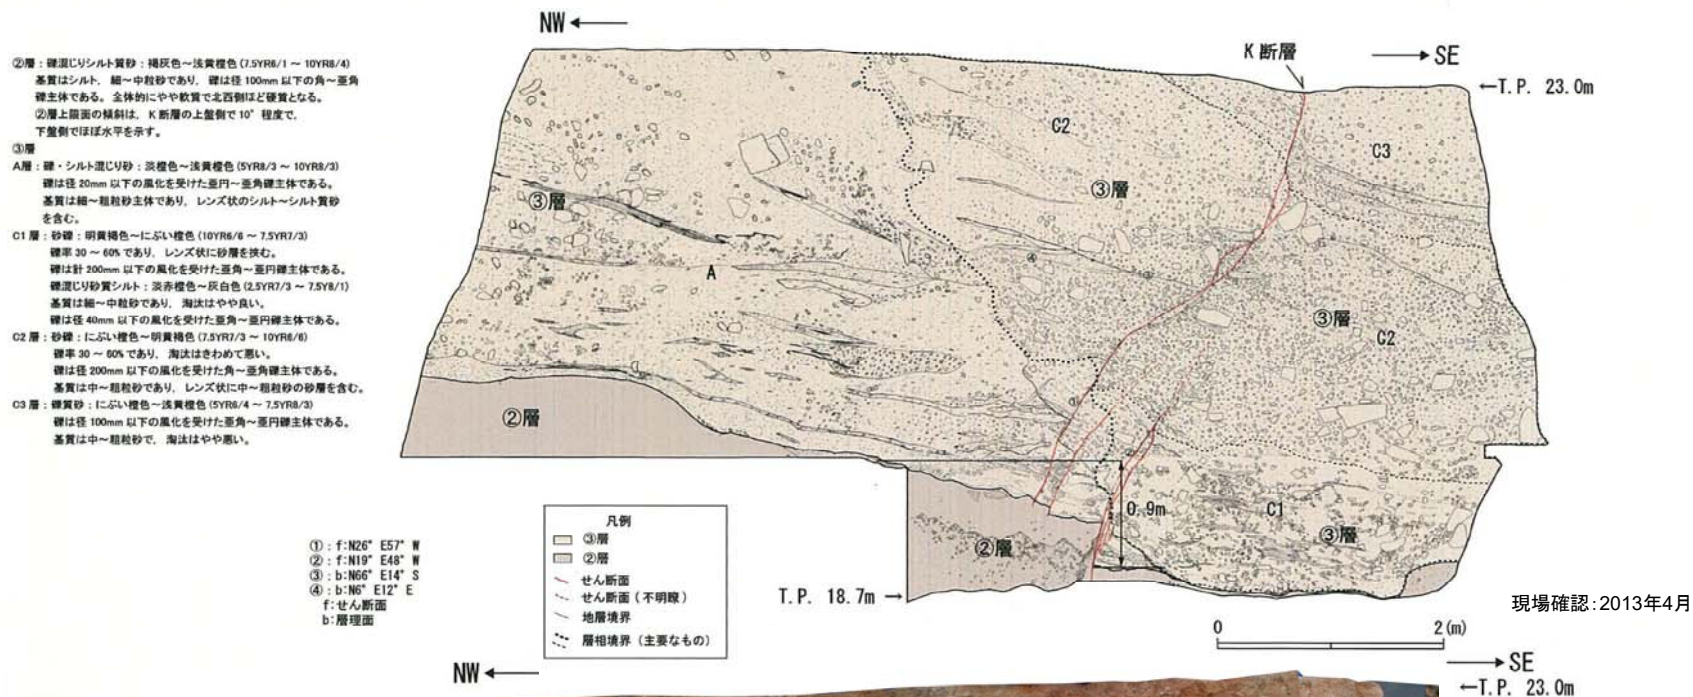 NW
K 断層
SE
T.P. 23.0m
②層：礫混じりシルト質砂：褐灰色～浅黄橙色 (7.5YR6/1 ～ 10YR8/4)
基質はシルト、細～中粒砂であり、礫は径 100mm 以下の角～亜角
礫主体である。全体的にやや軟質で北西側ほど硬質となる。
②層上限面の傾斜は、K 断層の上盤側で 10° 程度で、
下盤側でほぼ水平を示す。
③層
A層：礫・シルト混じり砂：淡橙色～浅黄橙色 (5YR8/3 ～ 10YR8/3)
礫は径 20mm 以下の風化を受けた亜円～亜角礫主体である。
基質は細～粗粒砂主体であり、レンズ状のシルト～シルト質砂
を含む。
C1 層：砂礫：明黄褐色～にぶい橙色 (10YR6/6 ～ 7.5YR7/3)
礫率 30 ～ 60% であり、レンズ状に砂層を挟む。
礫は計 200mm 以下の風化を受けた亜角～亜円礫主体である。
礫混じり砂質シルト：淡赤橙色～灰白色 (2.5YR7/3 ～ 7.5Y8/1)
基質は細～中粒砂であり、淘汰はやや良い。
礫は径 40mm 以下の風化を受けた亜角～亜円礫主体である。
C2 層：砂礫：にぶい橙色～明黄褐色 (7.5YR7/3 ～ 10YR6/6)
礫率 30 ～ 60% であり、淘汰はきわめて悪い。
礫は径 200mm 以下の風化を受けた角～亜角礫主体である。
基質は中～粗粒砂であり、レンズ状に中～粗粒砂の砂層を含む。
C3 層：礫質砂：にぶい橙色～浅黄橙色 (5YR6/4 ～ 7.5YR8/3)
礫は径 100mm 以下の風化を受けた亜角～亜円礫主体である。
基質は中～粗粒砂で、淘汰はやや悪い。
C2
C3
③層
③層
④
③
A
③層
C2
①
②層
②
0.9m
C1
③層
②層
①：f:N26° E57° W
②：f:N19° E48° W
③：b:N66° E14° S
④：b:N6° E12° E
f:せん断面
b:層理面
凡例
③層
②層
せん断面
せん断面（不明瞭）
地層境界
層相境界（主要なもの）
T.P. 18.7m
現場確認：2013年4月
0 2 (m)
NW
SE
T.P. 23.0m